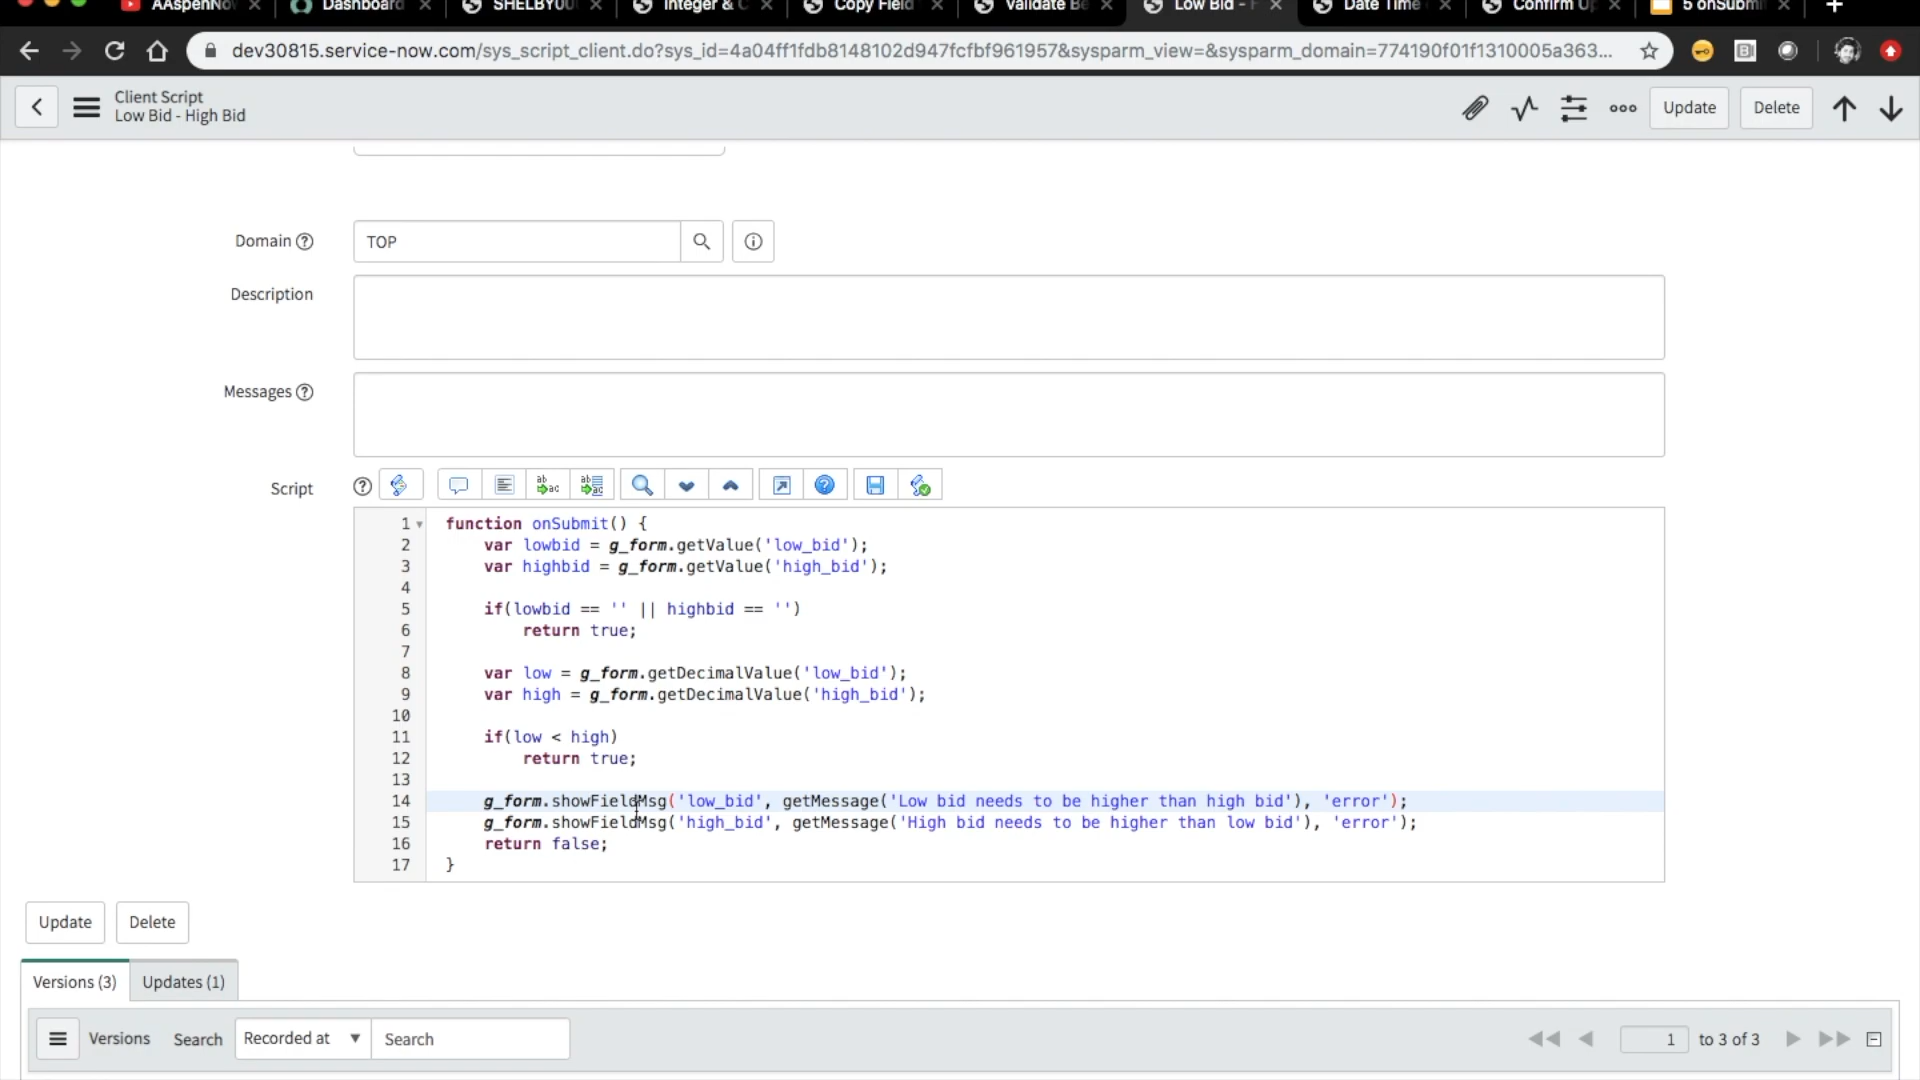 AAspenNo Dashboard SHELBY00 Integer & C Copy Field Validate Be Low Bid - Date Time Confirm Up 5 onSubmi
dev30815.service-now.com/sys_script_client.do?sys_id=4a04ff1fdb8148102d947fcfbf961957&sysparm_view=&sysparm_domain=774190f01f1310005a363...
Client Script
Low Bid - High Bid
Update Delete
Domain TOP
Description
Messages
Script
1 function onSubmit() {
2 var lowbid = g_form.getValue('low_bid');
3 var highbid = g_form.getValue('high_bid');
4
5 if(lowbid == '' || highbid == '')
6 return true;
7
8 var low = g_form.getDecimalValue('low_bid');
9 var high = g_form.getDecimalValue('high_bid');
10
11 if(low < high)
12 return true;
13
14 g_form.showFieldMsg('low_bid', getMessage('Low bid needs to be higher than high bid'), 'error');
15 g_form.showFieldMsg('high_bid', getMessage('High bid needs to be higher than low bid'), 'error');
16 return false;
17 }
Update Delete
Versions (3) Updates (1)
Versions Search Recorded at Search 1 to 3 of 3